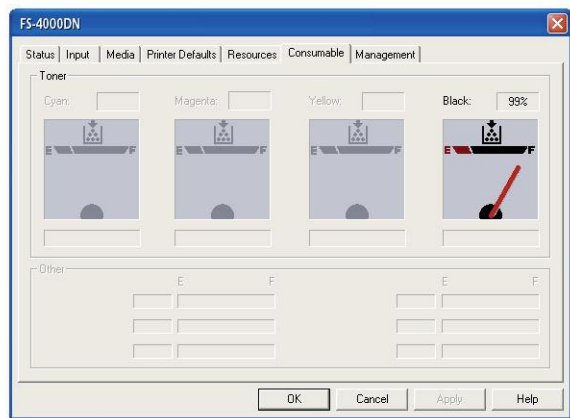 FS-4000DN
Status Input Media Printer Defaults Resources Consumable Management
Toner
Cyan: Magenta: Yellow: Black: 99%
E F E F E F E F
Other
E F E F
OK Cancel Apply Help